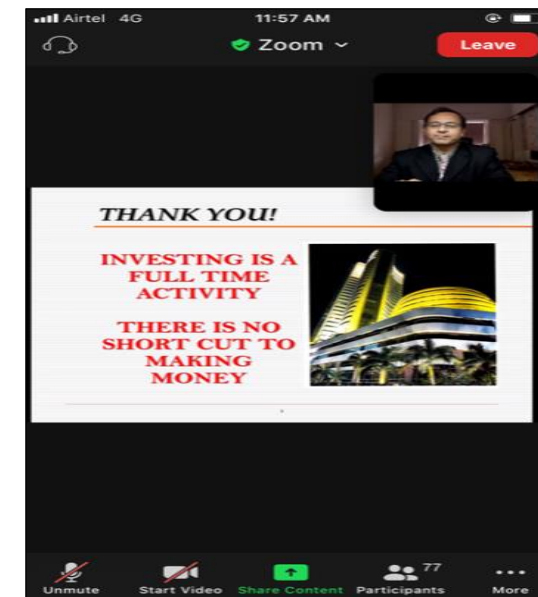 Airtel 4G 11:57 AM
Zoom Leave
THANK YOU!
INVESTING IS A
FULL TIME
ACTIVITY
THERE IS NO
SHORT CUT TO
MAKING
MONEY
77
Unmute Start Video Share Content Participants More